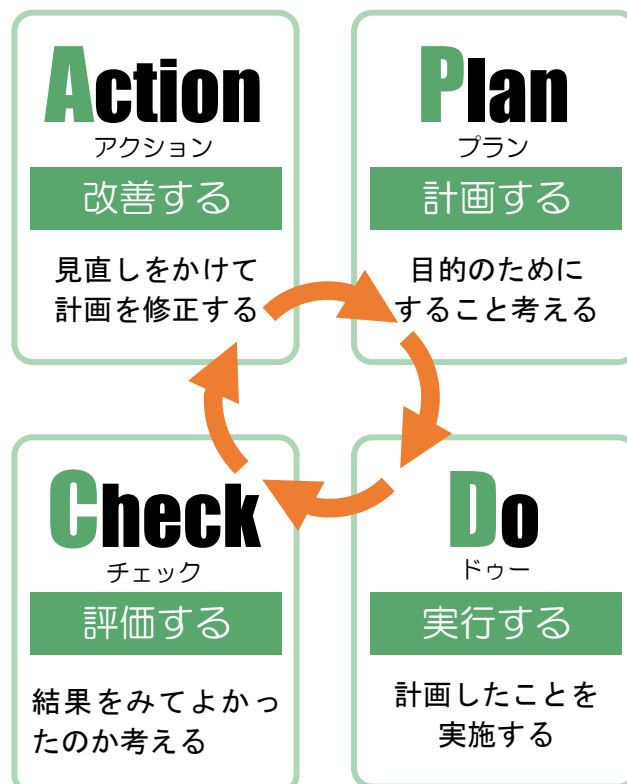 Action
アクション
改善する
見直しをかけて
計画を修正する
Plan
プラン
計画する
目的のために
すること考える
Check
チェック
評価する
結果をみてよかっ
たのか考える
Do
ドゥー
実行する
計画したことを
実施する